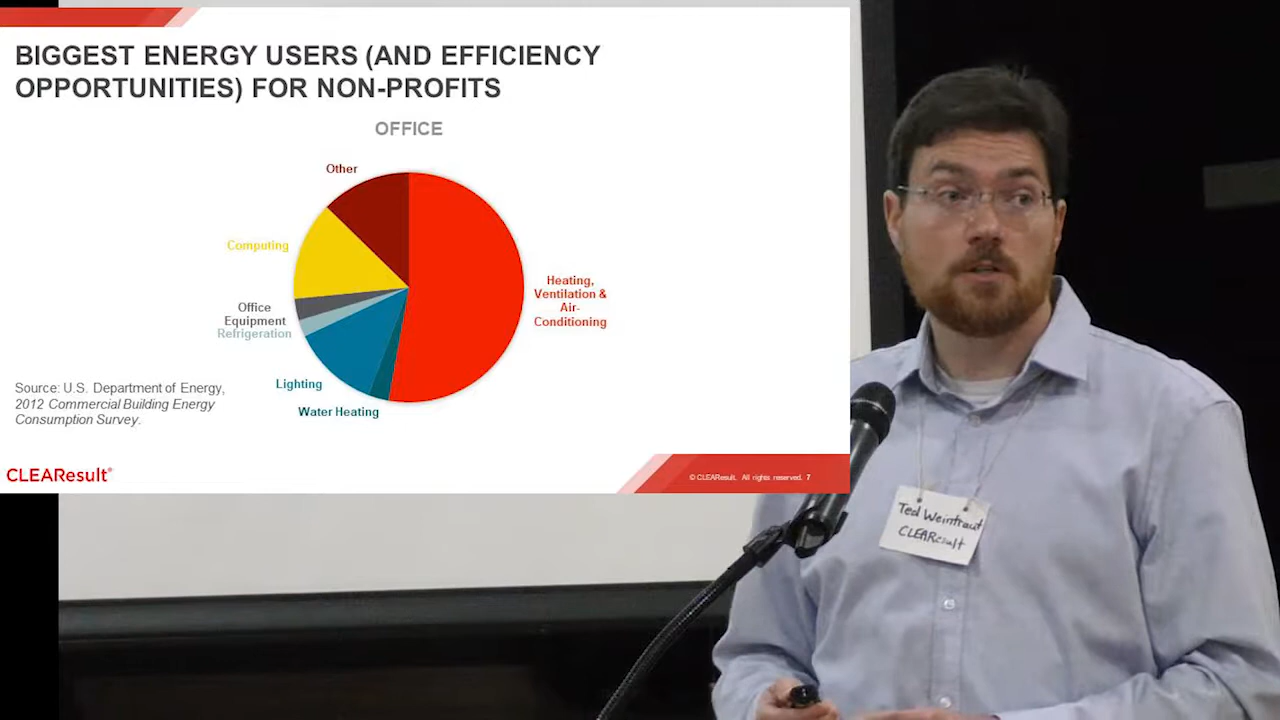 BIGGEST ENERGY USERS (AND EFFICIENCY
OPPORTUNITIES) FOR NON-PROFITS
OFFICE
Other
Computing
Heating,
Ventilation &
Air-
Conditioning
Office
Equipment
Refrigeration
Lighting
Water Heating
Source: U.S. Department of Energy,
2012 Commercial Building Energy
Consumption Survey.
CLEAResult®
© CLEAResult. All rights reserved. 7
Ted Weintraut
CLEAResult